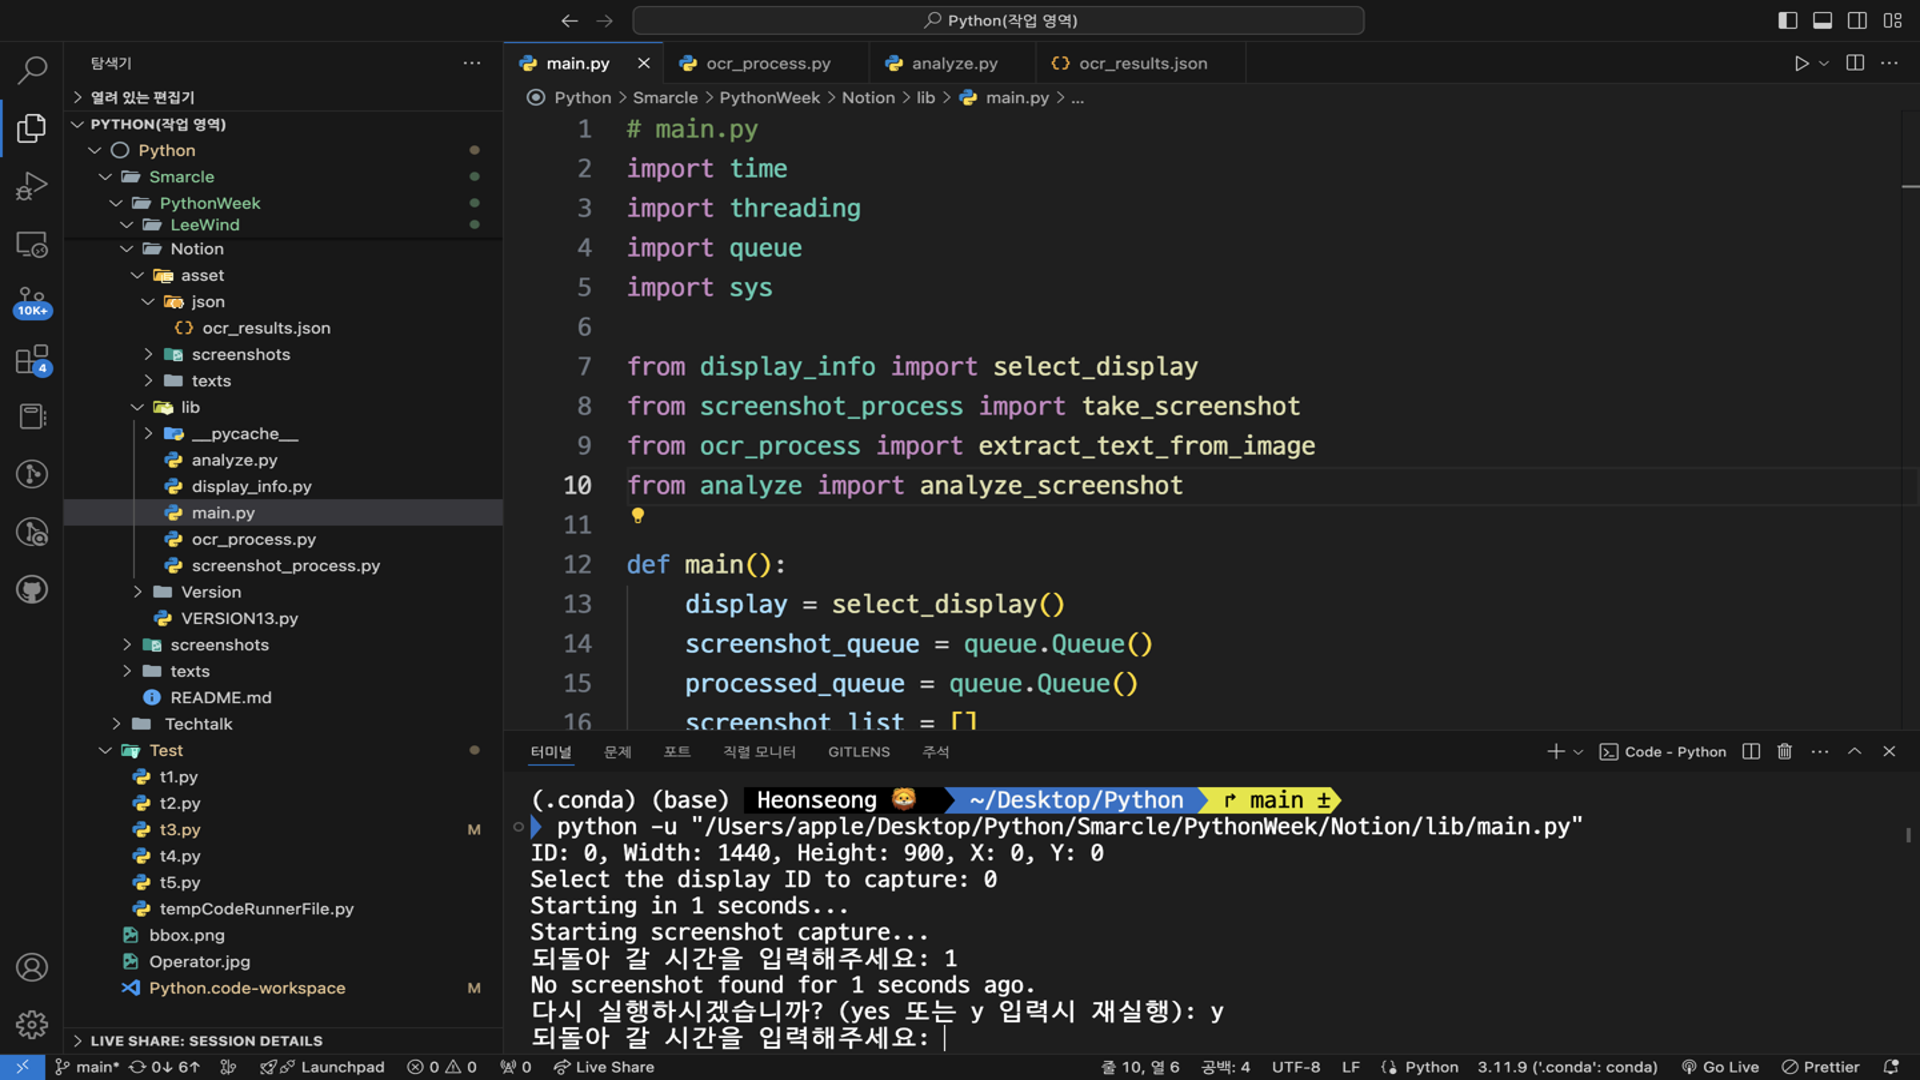 Python(작업 영역)
탐색기
열려 있는 편집기
PYTHON(작업 영역)
Python
Smarcle
PythonWeek
LeeWind
Notion
asset
json
ocr_results.json
screenshots
texts
lib
__pycache__
analyze.py
display_info.py
main.py
ocr_process.py
screenshot_process.py
Version
VERSION13.py
screenshots
texts
README.md
Techtalk
Test
t1.py
t2.py
t3.py M
t4.py
t5.py
tempCodeRunnerFile.py
bbox.png
Operator.jpg
Python.code-workspace M
LIVE SHARE: SESSION DETAILS
10K+
4
main.py ocr_process.py analyze.py ocr_results.json
Python > Smarcle > PythonWeek > Notion > lib > main.py > ...
1 # main.py
2 import time
3 import threading
4 import queue
5 import sys
6
7 from display_info import select_display
8 from screenshot_process import take_screenshot
9 from ocr_process import extract_text_from_image
10 from analyze import analyze_screenshot
11
12 def main():
13 display = select_display()
14 screenshot_queue = queue.Queue()
15 processed_queue = queue.Queue()
16 screenshot_list = []
터미널 문제 포트 직렬 모니터 GITLENS 주석 Code - Python
(.conda) (base) Heonseong 🦁 ~/Desktop/Python main ±
python -u "/Users/apple/Desktop/Python/Smarcle/PythonWeek/Notion/lib/main.py"
ID: 0, Width: 1440, Height: 900, X: 0, Y: 0
Select the display ID to capture: 0
Starting in 1 seconds...
Starting screenshot capture...
되돌아 갈 시간을 입력해주세요: 1
No screenshot found for 1 seconds ago.
다시 실행하시겠습니까? (yes 또는 y 입력시 재실행): y
되돌아 갈 시간을 입력해주세요:
main* 0↓ 6↑ Launchpad 0 0 0 Live Share 줄 10, 열 6 공백: 4 UTF-8 LF Python 3.11.9 ('.conda': conda) Go Live Prettier